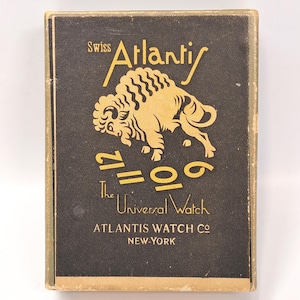 Swiss
Atlantis
12 11 10 9
The
Universal Watch
ATLANTIS WATCH Co
NEW-YORK